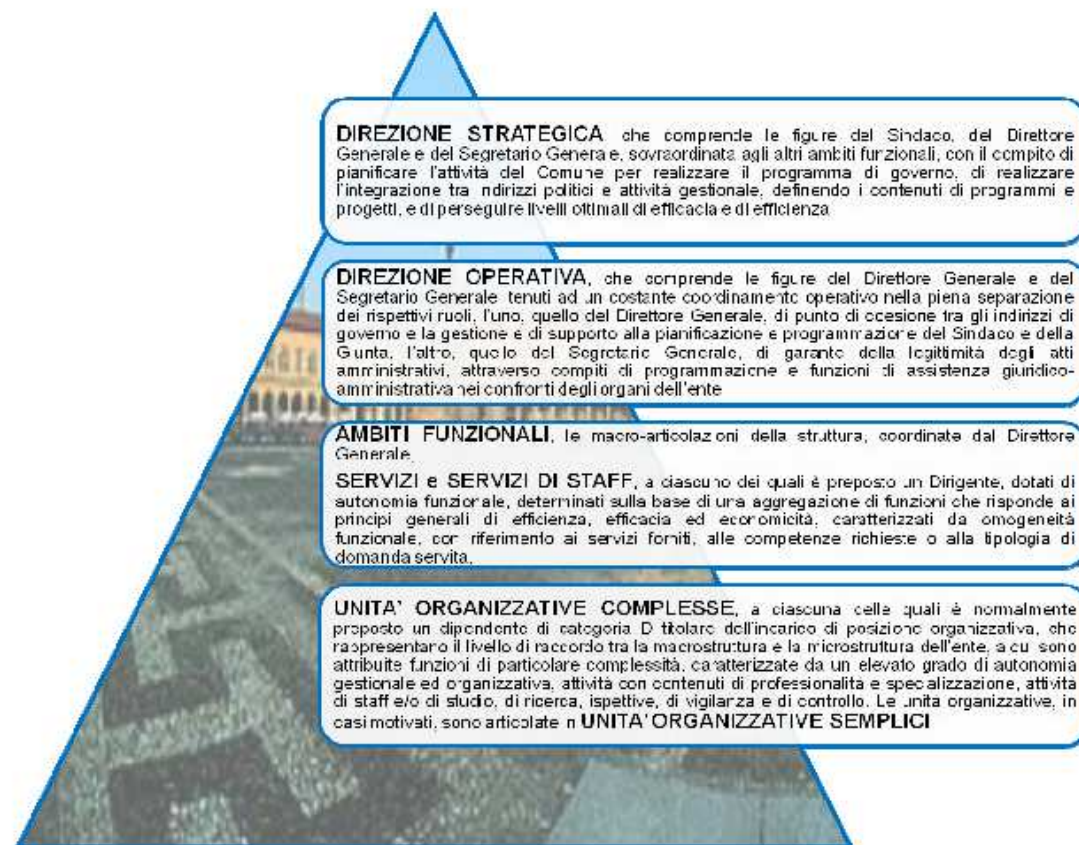 DIREZIONE STRATEGICA che comprende le figure del Sindaco, del Direttore
Generale e del Segretario Generale, sovraordinata agli altri ambiti funzionali, con il compito di
pianificare l'attività del Comune per realizzare il programma di governo, di realizzare
l'integrazione tra indirizzi politici e attività gestionale, definendo i contenuti di programmi e
progetti, e di perseguire livelli ottimali di efficacia e di efficienza
DIREZIONE OPERATIVA, che comprende le figure del Direttore Generale e del
Segretario Generale tenuti ad un costante coordinamento operativo nella piena separazione
dei rispettivi ruoli, l'uno, quello del Direttore Generale, di punto di coesione tra gli indirizzi di
governo e la gestione e di supporto alla pianificazione e programmazione del Sindaco e della
Giunta, l'altro, quello del Segretario Generale, di garante della legittimità degli atti
amministrativi, attraverso compiti di programmazione e funzioni di assistenza giuridico-
amministrativa nei confronti degli organi dell'ente
AMBITI FUNZIONALI, le macro-articolazioni della struttura, coordinate dal Direttore
Generale,
SERVIZI e SERVIZI DI STAFF, a ciascuno dei quali è preposto un Dirigente, dotati di
autonomia funzionale, determinati sulla base di una aggregazione di funzioni che risponde ai
principi generali di efficienza, efficacia ed economicità, caratterizzati da omogeneità
funzionale, con riferimento ai servizi forniti, alle competenze richieste o alla tipologia di
domanda servita,
UNITA' ORGANIZZATIVE COMPLESSE, a ciascuna delle quali è normalmente
preposto un dipendente di categoria D titolare dell'incarico di posizione organizzativa, che
rappresentano il livello di raccordo tra la macrostruttura e la microstruttura dell'ente, a cui sono
attribuite funzioni di particolare complessità, caratterizzate da un elevato grado di autonomia
gestionale ed organizzativa, attività con contenuti di professionalità e specializzazione, attività
di staff e/o di studio, di ricerca, ispettive, di vigilanza e di controllo. Le unita organizzative, in
casi motivati, sono articolate in UNITA' ORGANIZZATIVE SEMPLICI